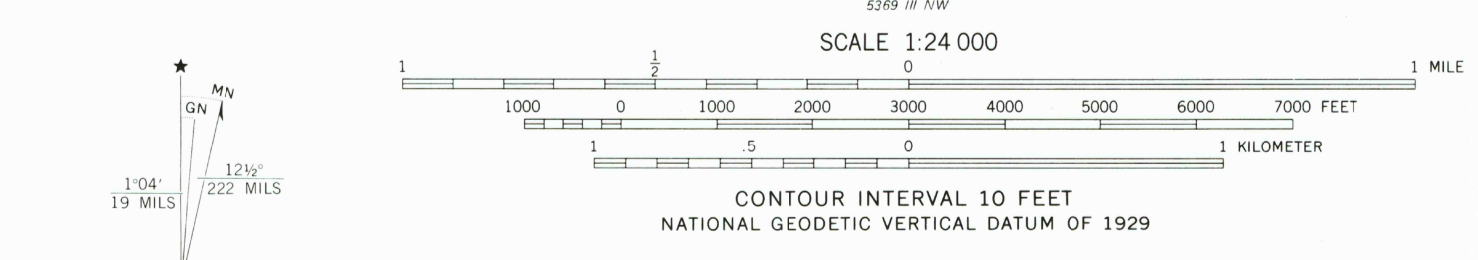 5369 III NW
SCALE 1:24 000
1 1/2 0 1 MILE
1000 0 1000 2000 3000 4000 5000 6000 7000 FEET
1 .5 0 1 KILOMETER
CONTOUR INTERVAL 10 FEET
NATIONAL GEODETIC VERTICAL DATUM OF 1929
★
MN
GN
1°04'
19 MILS
12½°
222 MILS